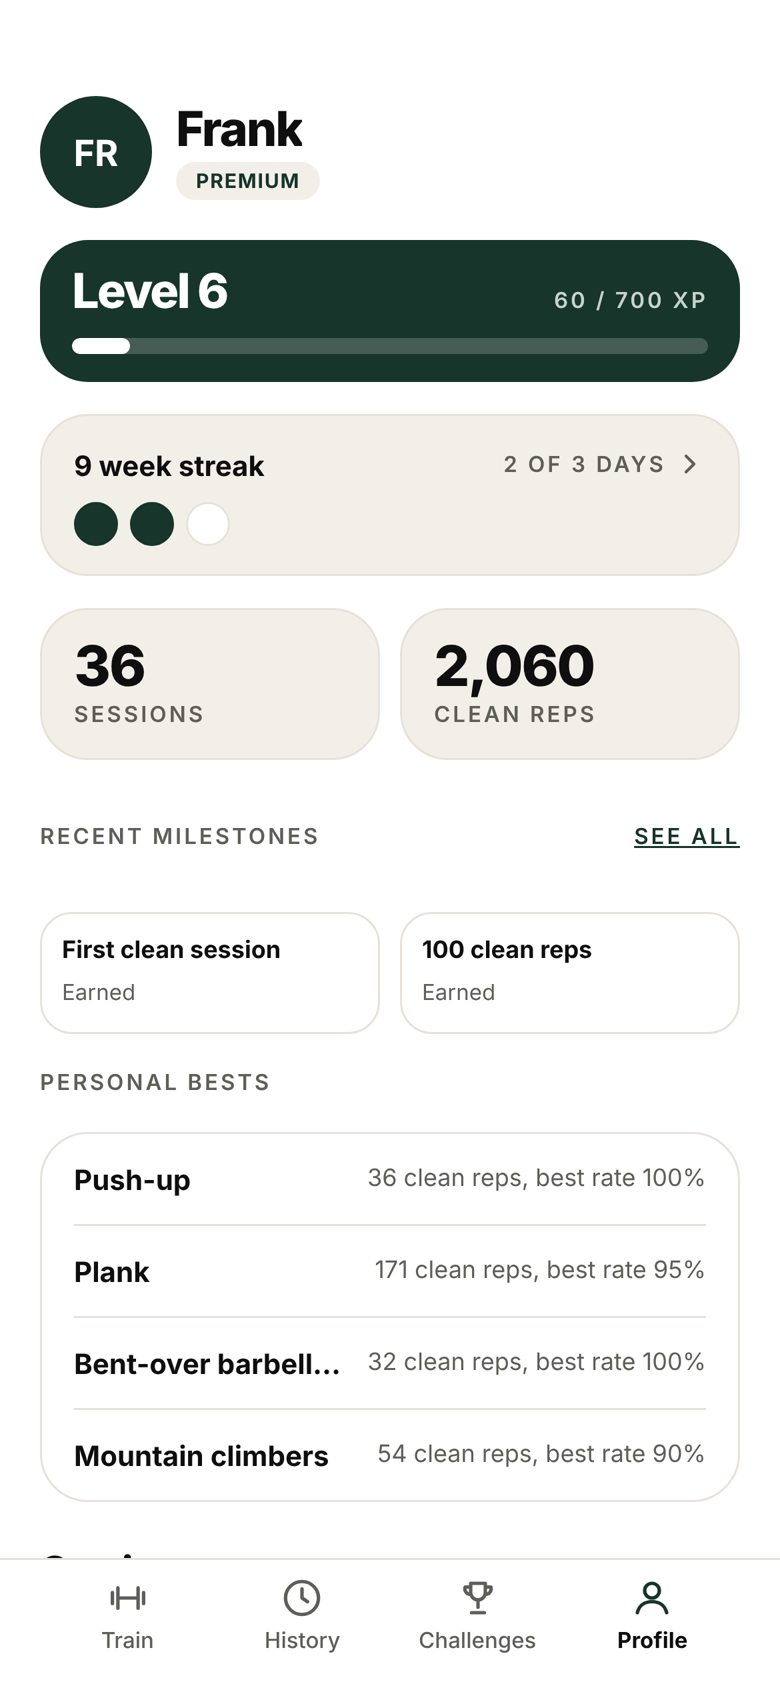 FR
Frank
PREMIUM
Level 6
60 / 700 XP
9 week streak
2 OF 3 DAYS
36
SESSIONS
2,060
CLEAN REPS
RECENT MILESTONES
SEE ALL
First clean session
Earned
100 clean reps
Earned
PERSONAL BESTS
Push-up
36 clean reps, best rate 100%
Plank
171 clean reps, best rate 95%
Bent-over barbell...
32 clean reps, best rate 100%
Mountain climbers
54 clean reps, best rate 90%
Train
History
Challenges
Profile